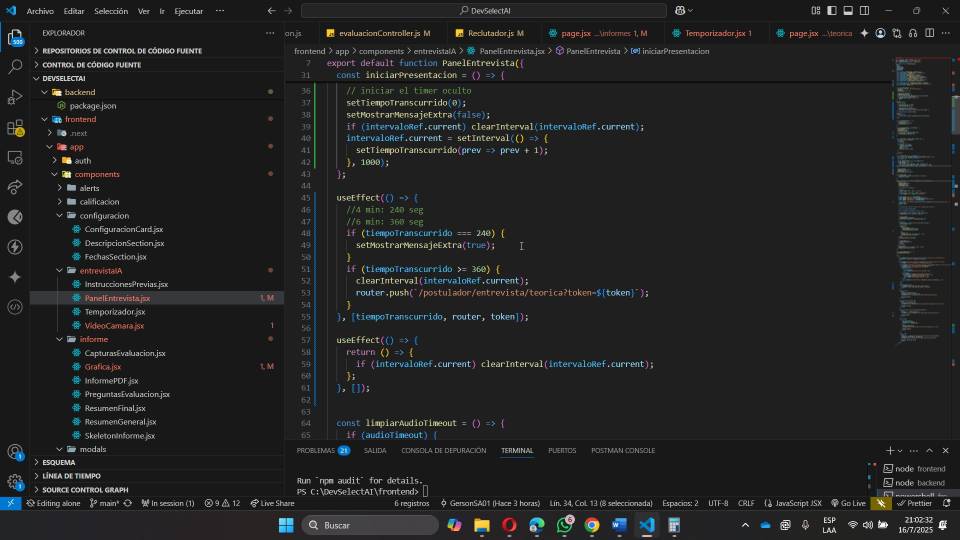 Archivo Editar Selección Ver Ir Ejecutar ... DevSelectAI
EXPLORADOR
on.js evaluacionController.js M Reclutador.js M page.jsx ...\informes 1, M Temporizador.jsx 1 page.jsx ...\teorica
frontend > app > components > entrevistaIA > PanelEntrevista.jsx > PanelEntrevista > iniciarPresentacion
REPOSITORIOS DE CONTROL DE CÓDIGO FUENTE
CONTROL DE CÓDIGO FUENTE
DEVSELECTAI
backend
package.json
frontend
.next
app
auth
components
alerts
calificacion
configuracion
ConfiguracionCard.jsx
DescripcionSection.jsx
FechasSection.jsx
entrevistaIA
InstruccionesPrevias.jsx
PanelEntrevista.jsx 1, M
Temporizador.jsx
VideoCamara.jsx 1
informe
CapturasEvaluacion.jsx
Grafica.jsx 1, M
InformePDF.jsx
PreguntasEvaluacion.jsx
ResumenFinal.jsx
ResumenGeneral.jsx
SkeletonInforme.jsx
modals
ESQUEMA
LÍNEA DE TIEMPO
SOURCE CONTROL GRAPH
7 export default function PanelEntrevista({
31 const iniciarPresentacion = () => {
36 // iniciar el timer oculto
37 setTiempoTranscurrido(0);
38 setMostrarMensajeExtra(false);
39 if (intervaloRef.current) clearInterval(intervaloRef.current);
40 intervaloRef.current = setInterval(() => {
41 setTiempoTranscurrido(prev => prev + 1);
42 }, 1000);
43 };
44
45 useEffect(() => {
46 //4 min: 240 seg
47 //6 min: 360 seg
48 if (tiempoTranscurrido === 240) {
49 setMostrarMensajeExtra(true);
50 }
51 if (tiempoTranscurrido >= 360) {
52 clearInterval(intervaloRef.current);
53 router.push(`/postulador/entrevista/teorica?token=${token}`);
54 }
55 }, [tiempoTranscurrido, router, token]);
56
57 useEffect(() => {
58 return () => {
59 if (intervaloRef.current) clearInterval(intervaloRef.current);
60 };
61 }, []);
62
63
64 const limpiarAudioTimeout = () => {
65 if (audioTimeout) {
PROBLEMAS 21 SALIDA CONSOLA DE DEPURACIÓN TERMINAL PUERTOS POSTMAN CONSOLE
Run `npm audit` for details.
PS C:\DevSelectAI\frontend>
node frontend
node backend
Editing alone main* In session (1) 9 12 Live Share GersonSA01 (Hace 3 horas) Lín. 34, Col. 13 (8 seleccionada) Espacios: 2 UTF-8 CRLF JavaScript JSX Go Live Prettier
Buscar
ESP
LAA
21:02:32
16/7/2025